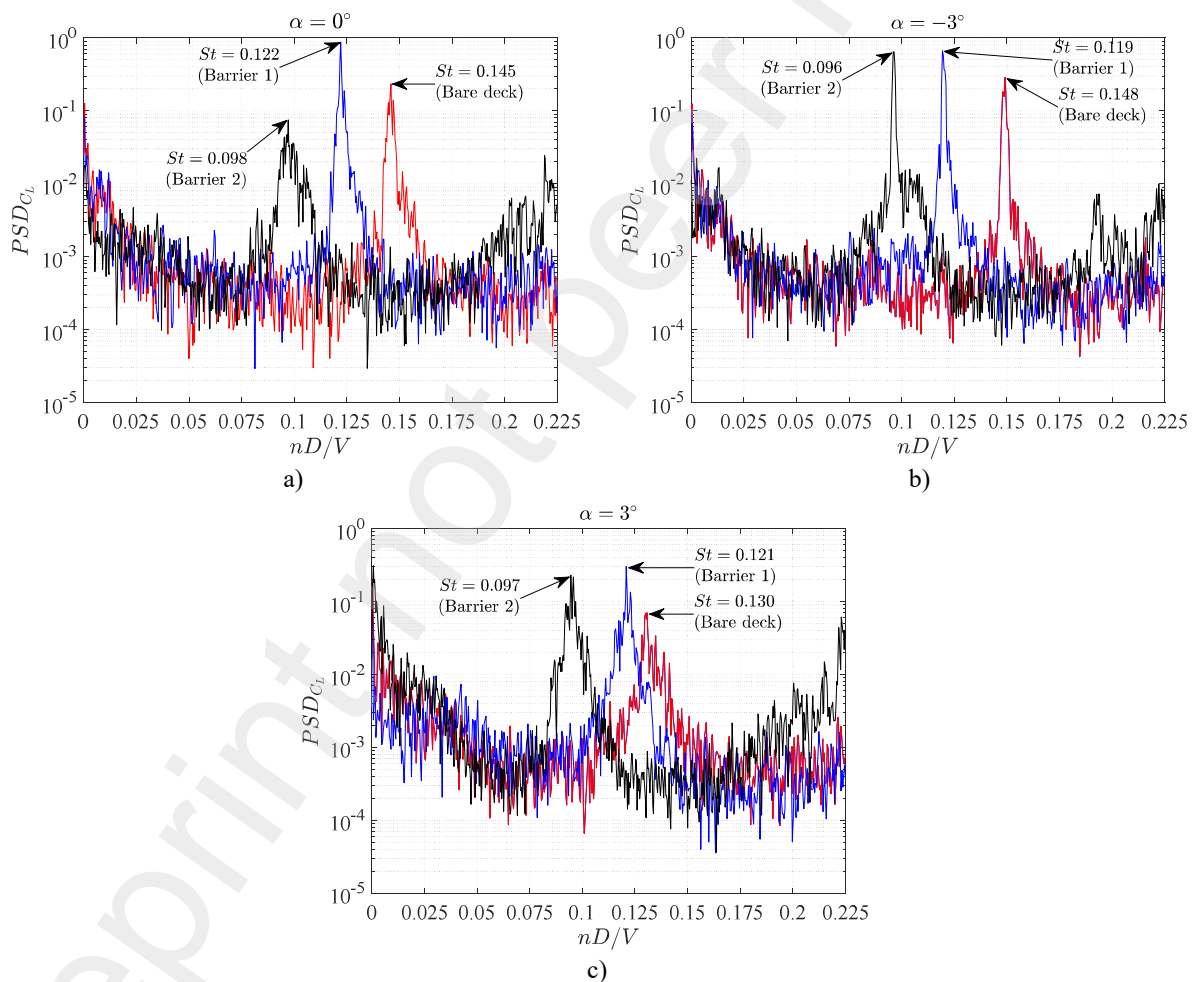 α = 0°
10^0
10^-1
10^-2
10^-3
10^-4
10^-5
PSD_{C_L}
St = 0.122
(Barrier 1)
St = 0.145
(Bare deck)
St = 0.098
(Barrier 2)
0 0.025 0.05 0.075 0.1 0.125 0.15 0.175 0.2 0.225
nD/V
a)
α = −3°
10^0
10^-1
10^-2
10^-3
10^-4
10^-5
PSD_{C_L}
St = 0.096
(Barrier 2)
St = 0.119
(Barrier 1)
St = 0.148
(Bare deck)
0 0.025 0.05 0.075 0.1 0.125 0.15 0.175 0.2 0.225
nD/V
b)
α = 3°
10^0
10^-1
10^-2
10^-3
10^-4
10^-5
PSD_{C_L}
St = 0.097
(Barrier 2)
St = 0.121
(Barrier 1)
St = 0.130
(Bare deck)
0 0.025 0.05 0.075 0.1 0.125 0.15 0.175 0.2 0.225
nD/V
c)
eprint not peer